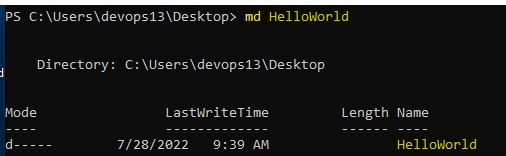 PS C:\Users\devops13\Desktop> md HelloWorld
Directory: C:\Users\devops13\Desktop
Mode                 LastWriteTime         Length Name
----                 -------------         ------ ----
d-----         7/28/2022   9:39 AM                HelloWorld